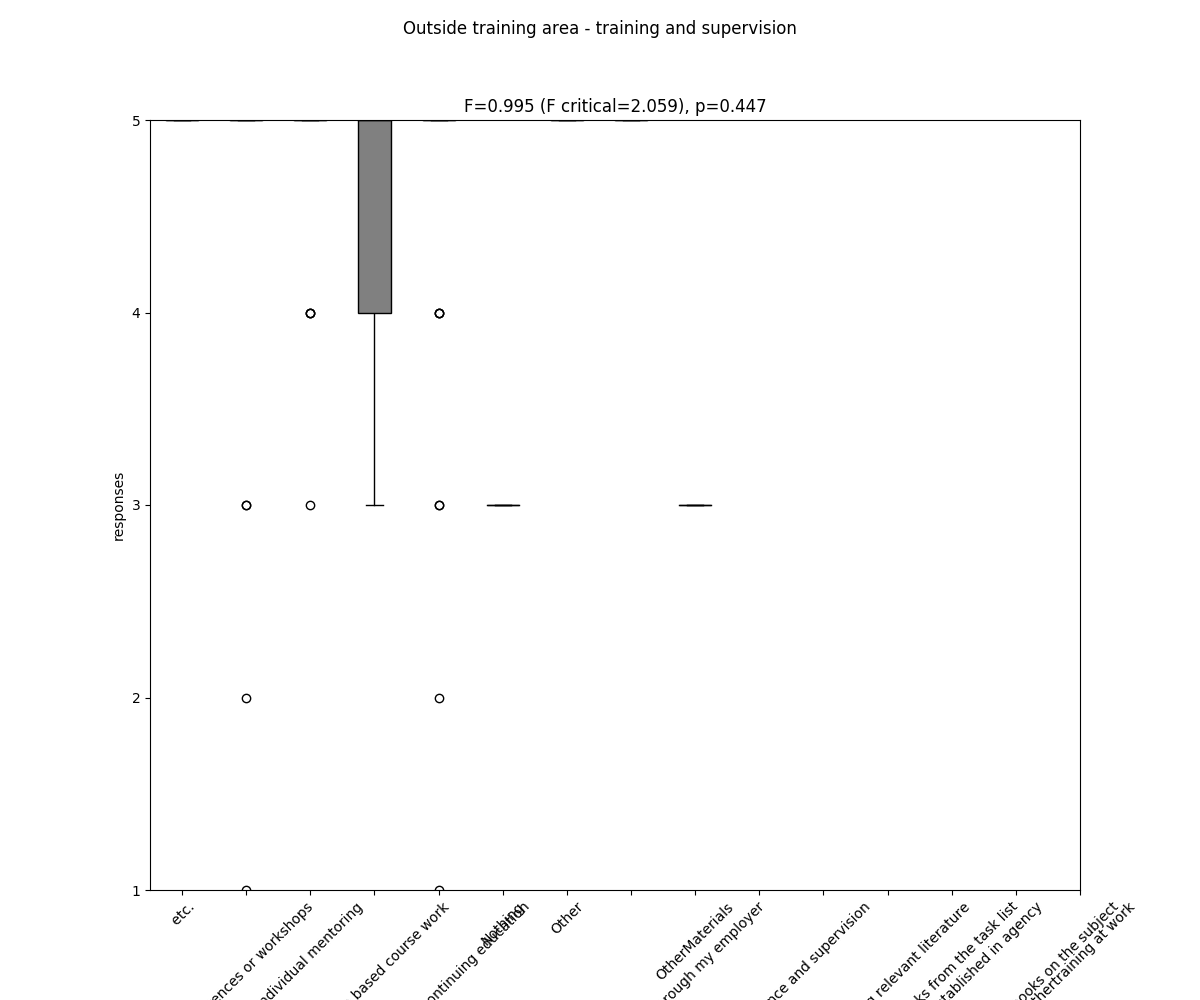 Outside training area - training and supervision
F=0.995 (F critical=2.059), p=0.447
responses
5
4
3
2
1
etc.
ences or workshops
dividual mentoring
based course work
ontinuing education
Nothing
Other
OtherMaterials
rough my employer
ce and supervision
g relevant literature
ks from the task list
tablished in agency
ooks on the subject
hertraining at work